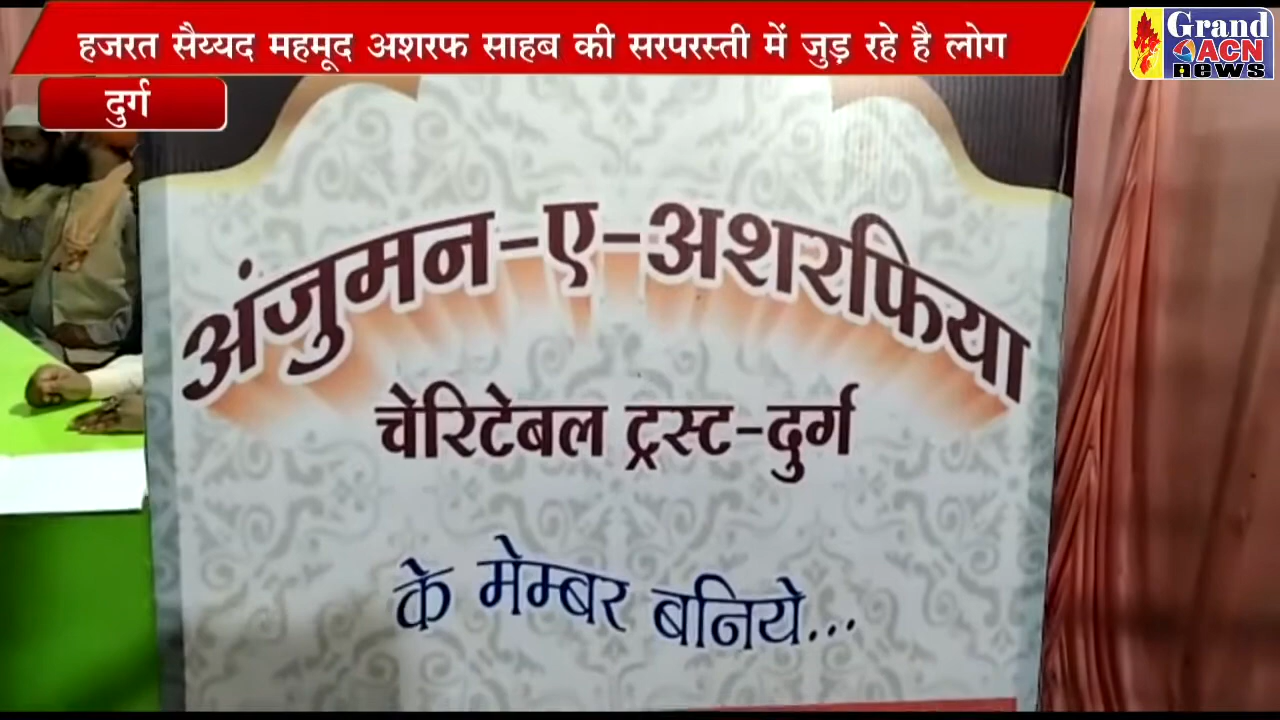 हजरत सैय्यद महमूद अशरफ साहब की सरपरस्ती में जुड़ रहे है लोग
Grand
ACN
news
दुर्ग
अंजुमन-ए-अशरफिया
चेरिटेबल ट्रस्ट-दुर्ग
के मेम्बर बनिये...